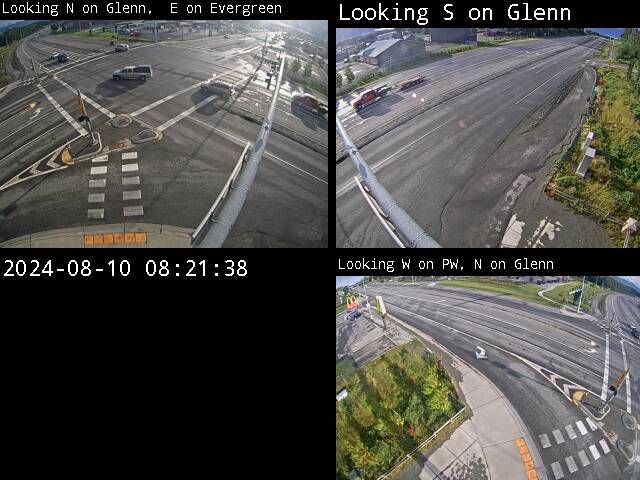 Looking N on Glenn,  E on Evergreen
Looking S on Glenn
2024-08-10 08:21:38
Looking W on PW, N on Glenn